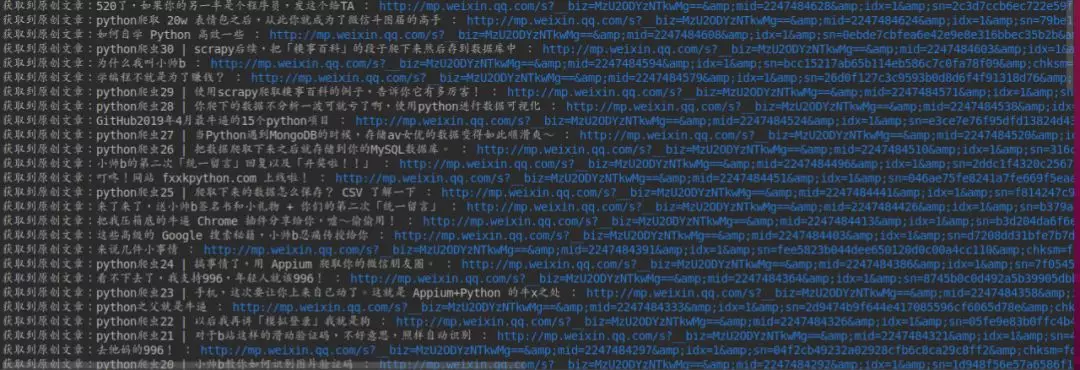 获取到原创文章：520了，如果你的另一半是个程序员，发这个给TA ： http://mp.weixin.qq.com/s?__biz=MzU2ODYzNTkwMg==&amp;mid=2247484628&amp;idx=1&amp;sn=2c3d7ccb6ec722e59
获取到原创文章：python爬取 20w 表情包之后，从此你就成为了微信斗图届的高手 ： http://mp.weixin.qq.com/s?__biz=MzU2ODYzNTkwMg==&amp;mid=2247484624&amp;idx=1&amp;sn=79be1
获取到原创文章：如何自学 Python 高效一些 ： http://mp.weixin.qq.com/s?__biz=MzU2ODYzNTkwMg==&amp;mid=2247484608&amp;idx=1&amp;sn=0ebde7cbfea6e42e9e8e316bbec35b2b&a
获取到原创文章：python爬虫30 | scrapy后续，把「糗事百科」的段子爬下来然后存到数据库中 ： http://mp.weixin.qq.com/s?__biz=MzU2ODYzNTkwMg==&amp;mid=2247484603&amp;idx=1&a
获取到原创文章：为什么我叫小帅b ： http://mp.weixin.qq.com/s?__biz=MzU2ODYzNTkwMg==&amp;mid=2247484594&amp;idx=1&amp;sn=bcc15217ab65b114eb586c7c0fa78f09&amp;chksm=
获取到原创文章：学编程不就是为了赚钱？ ： http://mp.weixin.qq.com/s?__biz=MzU2ODYzNTkwMg==&amp;mid=2247484579&amp;idx=1&amp;sn=26d0f127c3c9593b0d8d6f4f91318d76&am
获取到原创文章：python爬虫29 | 使用scrapy爬取糗事百科的例子，告诉你它有多厉害！ ： http://mp.weixin.qq.com/s?__biz=MzU2ODYzNTkwMg==&amp;mid=2247484571&amp;idx=1&amp;s
获取到原创文章：python爬虫28 | 你爬下的数据不分析一波可就亏了啊，使用python进行数据可视化 ： http://mp.weixin.qq.com/s?__biz=MzU2ODYzNTkwMg==&amp;mid=2247484538&amp;idx=
获取到原创文章：GitHub2019年4月最牛逼的15个python项目 ： http://mp.weixin.qq.com/s?__biz=MzU2ODYzNTkwMg==&amp;mid=2247484524&amp;idx=1&amp;sn=e3ce7e76f95dfd13824d43
获取到原创文章：python爬虫27 | 当Python遇到MongoDB的时候，存储av女优的数据变得如此顺滑爽～ ： http://mp.weixin.qq.com/s?__biz=MzU2ODYzNTkwMg==&amp;mid=2247484520&amp;i
获取到原创文章：python爬虫26 | 把数据爬取下来之后就存储到你的MySQL数据库。 ： http://mp.weixin.qq.com/s?__biz=MzU2ODYzNTkwMg==&amp;mid=2247484510&amp;idx=1&amp;sn=316c
获取到原创文章：小帅b的第二次「统一留言」回复以及「开奖啦！！」 ： http://mp.weixin.qq.com/s?__biz=MzU2ODYzNTkwMg==&amp;mid=2247484496&amp;idx=1&amp;sn=2ddc1f4320c2567
获取到原创文章：叮咚！网站 fxxkpython.com 上线啦！ ： http://mp.weixin.qq.com/s?__biz=MzU2ODYzNTkwMg==&amp;mid=2247484451&amp;idx=1&amp;sn=046ae75fe8241a7fe669f5eae
获取到原创文章：python爬虫25 | 爬取下来的数据怎么保存？ CSV 了解一下 ： http://mp.weixin.qq.com/s?__biz=MzU2ODYzNTkwMg==&amp;mid=2247484441&amp;idx=1&amp;sn=f814247c9
获取到原创文章：来了来了，送小帅b签名书和小礼物 + 你们的第二次「统一留言」 ： http://mp.weixin.qq.com/s?__biz=MzU2ODYzNTkwMg==&amp;mid=2247484421&amp;idx=1&amp;sn=b379a
获取到原创文章：把我压箱底的牛逼 Chrome 插件分享给你，嘘～偷偷用！ ： http://mp.weixin.qq.com/s?__biz=MzU2ODYzNTkwMg==&amp;mid=2247484413&amp;idx=1&amp;sn=b3d204da6f6e
获取到原创文章：这些高级的 Google 搜索秘籍，小帅b忍痛传授给你 ： http://mp.weixin.qq.com/s?__biz=MzU2ODYzNTkwMg==&amp;mid=2247484403&amp;idx=1&amp;sn=d7208dd31bfe7b7d
获取到原创文章：来说几件小事情 ： http://mp.weixin.qq.com/s?__biz=MzU2ODYzNTkwMg==&amp;mid=2247484391&amp;idx=1&amp;sn=fee5823b044dee650128d0c00a4cc110&amp;chksm=f
获取到原创文章：python爬虫24 | 搞事情了，用 Appium 爬取你的微信朋友圈。 ： http://mp.weixin.qq.com/s?__biz=MzU2ODYzNTkwMg==&amp;mid=2247484385&amp;idx=1&amp;sn=7f0545
获取到原创文章：看不下去了，我支持996，年轻人就该996！ ： http://mp.weixin.qq.com/s?__biz=MzU2ODYzNTkwMg==&amp;mid=2247484364&amp;idx=1&amp;sn=8745b0c0d492a5b39905db
获取到原创文章：python爬虫23 | 手机，这次要让你上来自己动了。这就是 Appium+Python 的牛x之处 ： http://mp.weixin.qq.com/s?__biz=MzU2ODYzNTkwMg==&amp;mid=2247484358&amp;idx=1
获取到原创文章：python之父就是牛逼 ： http://mp.weixin.qq.com/s?__biz=MzU2ODYzNTkwMg==&amp;mid=2247484333&amp;idx=1&amp;sn=2d9474b9f644e417085596cf6065d78e&amp;chksm
获取到原创文章：python爬虫22 | 以后我再讲「模拟登录」我就是狗 ： http://mp.weixin.qq.com/s?__biz=MzU2ODYzNTkwMg==&amp;mid=2247484326&amp;idx=1&amp;sn=05fe9e83b0ffc4b4
获取到原创文章：python爬虫21 | 对于b站这样的滑动验证码，不好意思，照样自动识别 ： http://mp.weixin.qq.com/s?__biz=MzU2ODYzNTkwMg==&amp;mid=2247484321&amp;idx=1&amp;sn
获取到原创文章：去他码的996！ ： http://mp.weixin.qq.com/s?__biz=MzU2ODYzNTkwMg==&amp;mid=2247484297&amp;idx=1&amp;sn=04f2cb49232a02928cfb6c8ca29c8ff2&amp;chksm=fc
获取到原创文章：python爬虫20 | 小帅b教你如何识别图片验证码 ： http://mp.weixin.qq.com/s?__biz=MzU2ODYzNTkwMg==&amp;mid=2247484292&amp;idx=1&amp;sn=1d948f56e57a6586f1